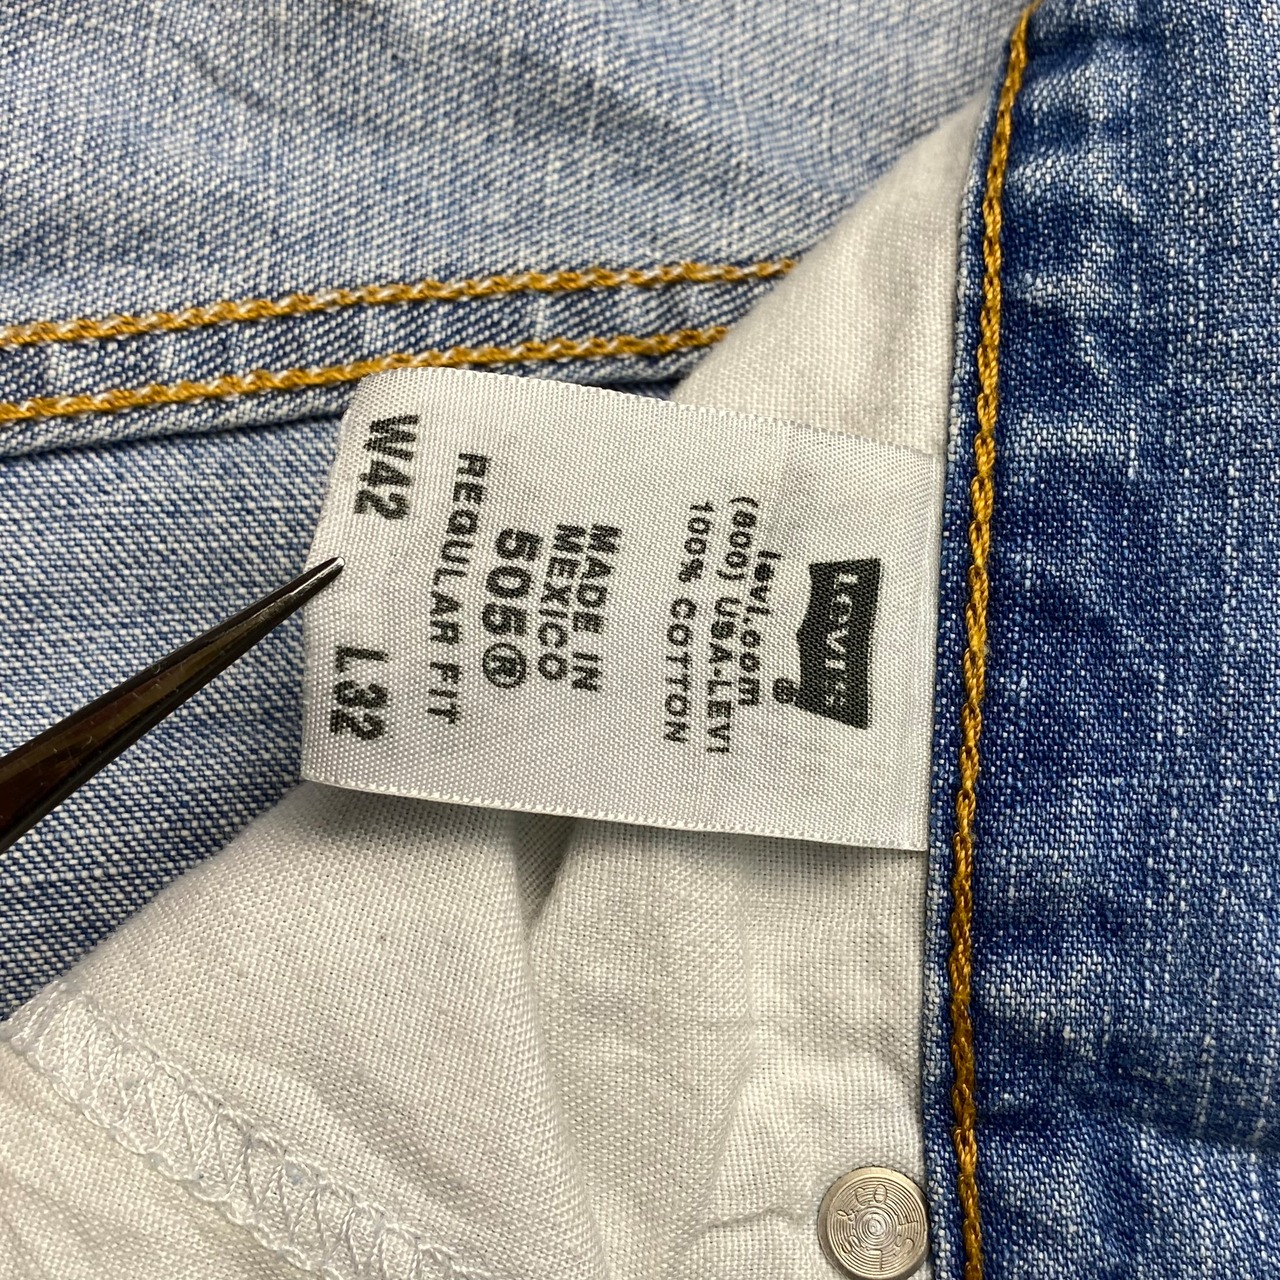 Levi's
®
levi.com
(800) USA-LEVI
100% COTTON
MADE IN
MEXICO
505®
REGULAR FIT
W42 L32